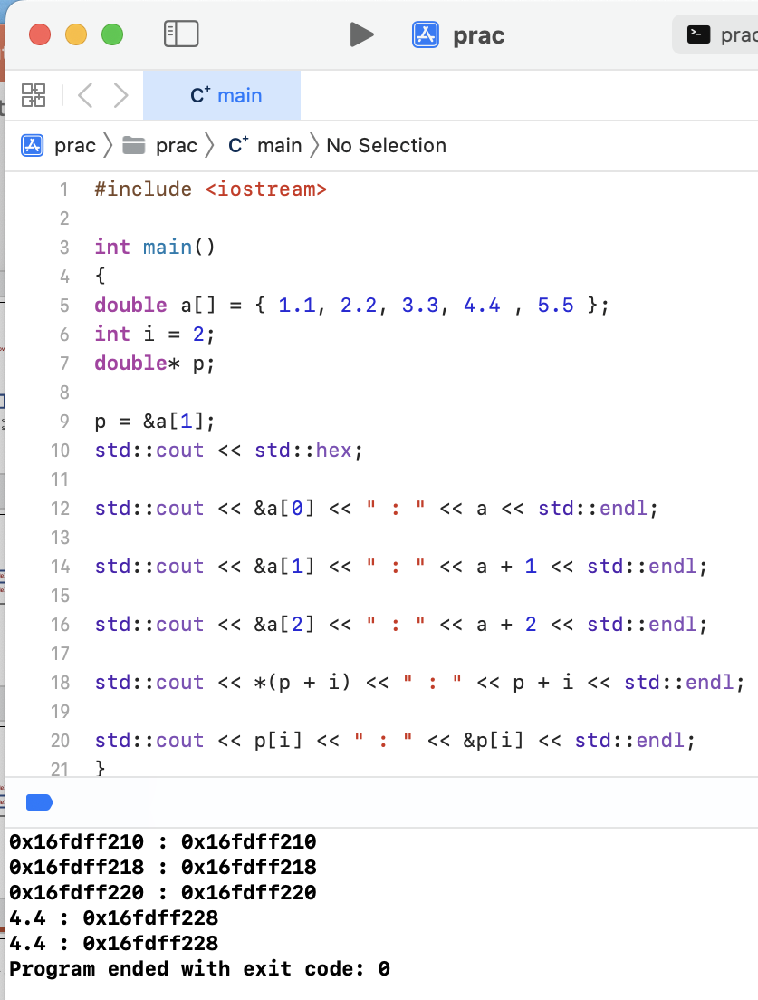 prac
prac
C+ main
prac 〉 prac 〉 C+ main 〉 No Selection
1 #include <iostream>
2
3 int main()
4 {
5 double a[] = { 1.1, 2.2, 3.3, 4.4 , 5.5 };
6 int i = 2;
7 double* p;
8
9 p = &a[1];
10 std::cout << std::hex;
11
12 std::cout << &a[0] << " : " << a << std::endl;
13
14 std::cout << &a[1] << " : " << a + 1 << std::endl;
15
16 std::cout << &a[2] << " : " << a + 2 << std::endl;
17
18 std::cout << *(p + i) << " : " << p + i << std::endl;
19
20 std::cout << p[i] << " : " << &p[i] << std::endl;
21 }
0x16fdff210 : 0x16fdff210
0x16fdff218 : 0x16fdff218
0x16fdff220 : 0x16fdff220
4.4 : 0x16fdff228
4.4 : 0x16fdff228
Program ended with exit code: 0